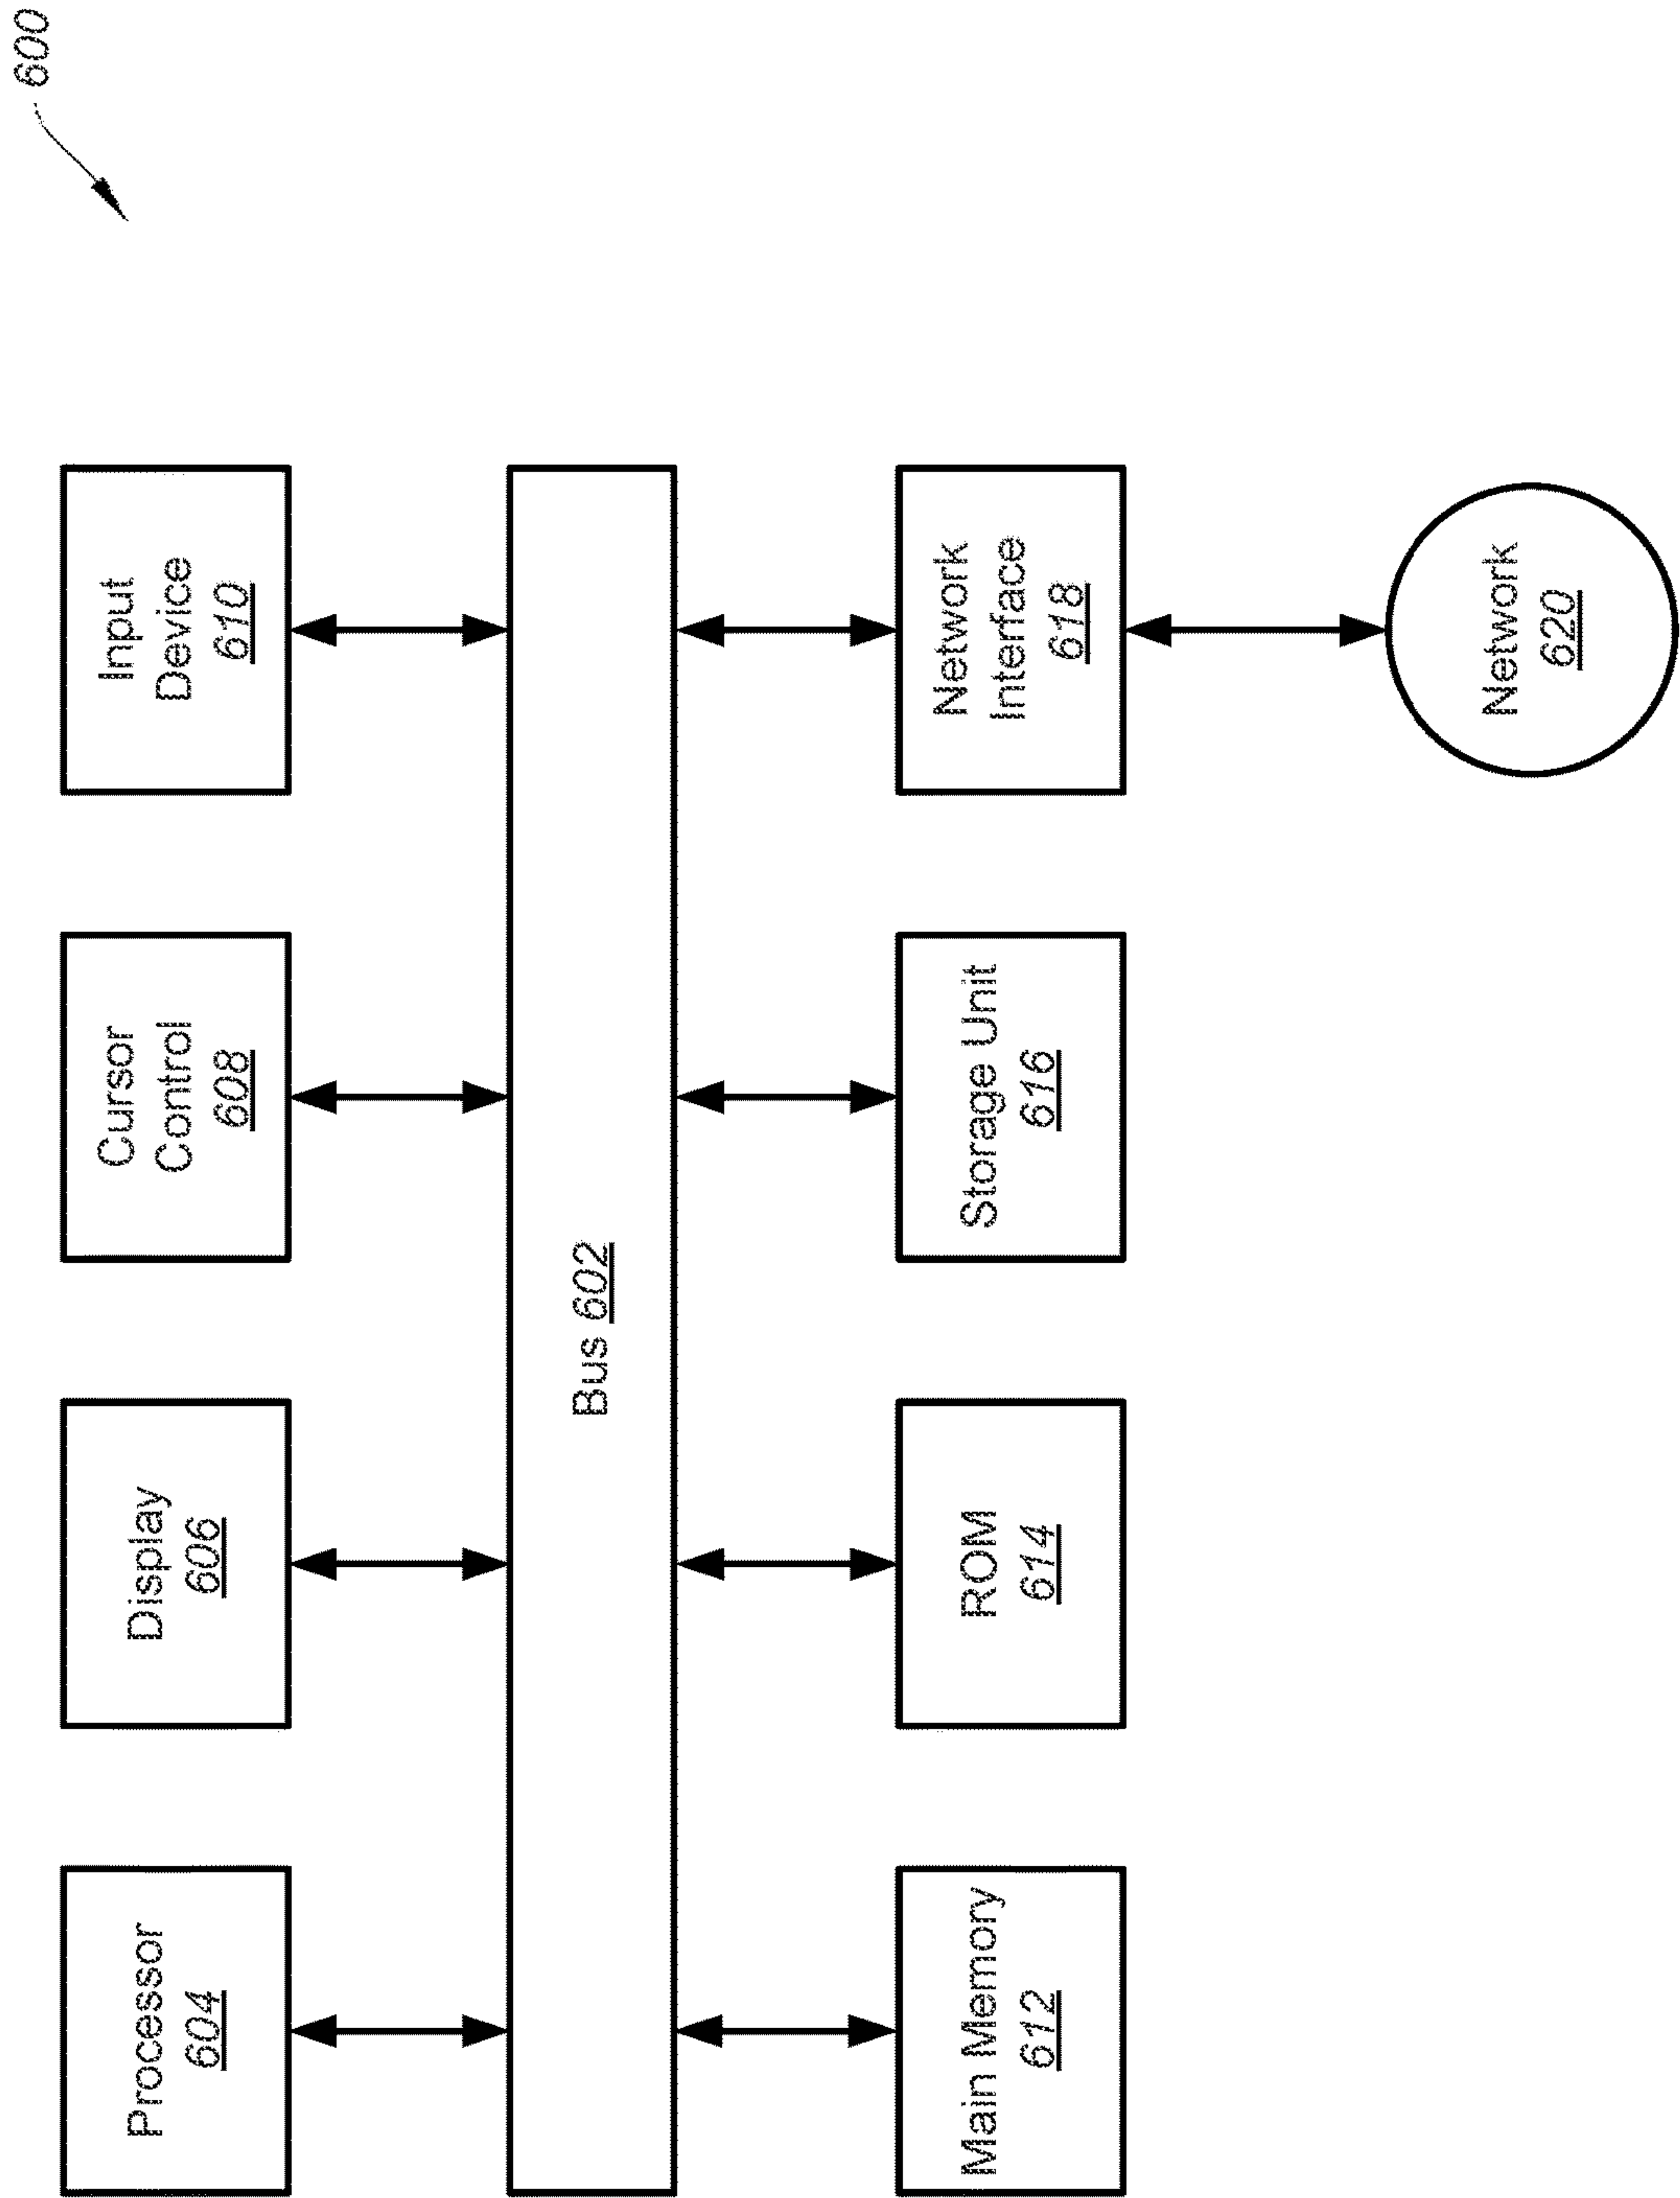 600
Processor
604
Display
606
Cursor
Control
608
Input
Device
610
Bus 602
Main Memory
612
ROM
614
Storage Unit
616
Network
Interface
618
Network
620